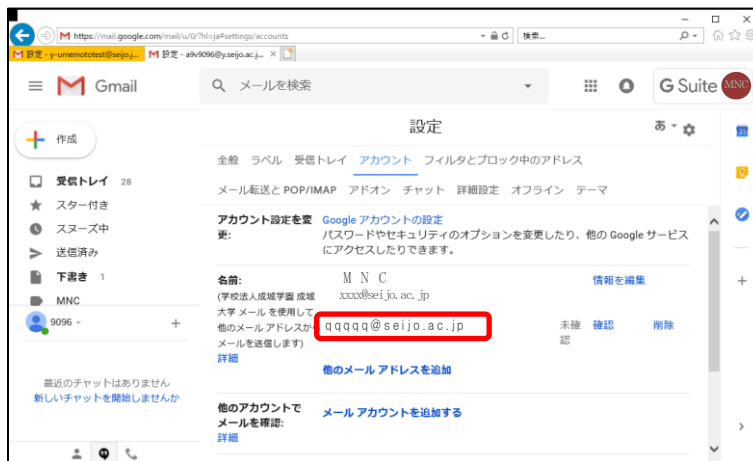 https://mail.google.com/mail/u/0/?hl=ja#settings/accounts
検索...
設定 - y-umemototest@seijo.j...
設定 - a9v9096@y.seijo.ac.j...
Gmail
メールを検索
G Suite
MNC
作成
設定
あ
全般 ラベル 受信トレイ アカウント フィルタとブロック中のアドレス
メール転送と POP/IMAP アドオン チャット 詳細設定 オフライン テーマ
受信トレイ 28
スター付き
スヌーズ中
送信済み
下書き 1
MNC
9096
最近のチャットはありません
新しいチャットを開始しませんか
アカウント設定を変
更:
Google アカウントの設定
パスワードやセキュリティのオプションを変更したり、他の Google サービス
にアクセスしたりできます。
名前:
(学校法人成城学園 成城
大学 メール を使用して
他のメール アドレスか
メールを送信します)
詳細
M N C
xxxx@seijo.ac.jp
情報を編集
qqqqq@seijo.ac.jp
未確
認
確認
削除
他のメール アドレスを追加
他のアカウントで
メールを確認:
詳細
メール アカウントを追加する